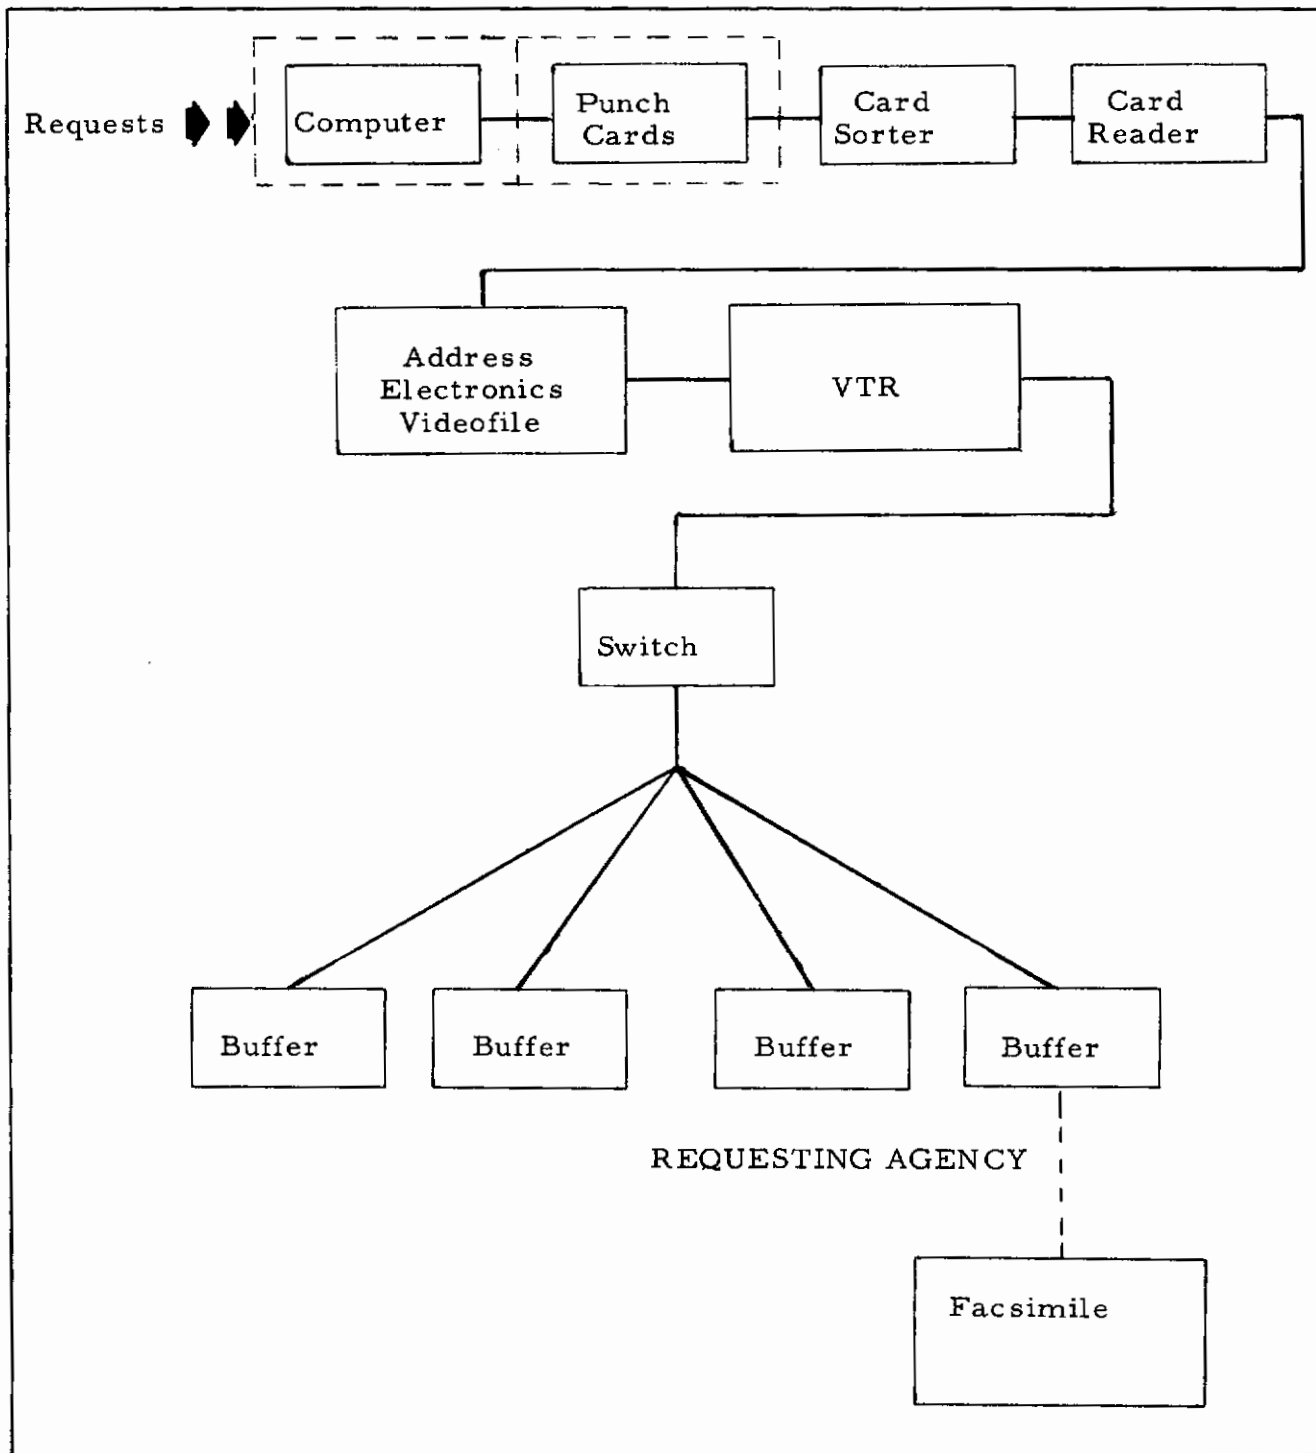 Requests
Computer
Punch
Cards
Card
Sorter
Card
Reader
Address
Electronics
Videofile
VTR
Switch
Buffer
Buffer
Buffer
Buffer
REQUESTING AGENCY
Facsimile